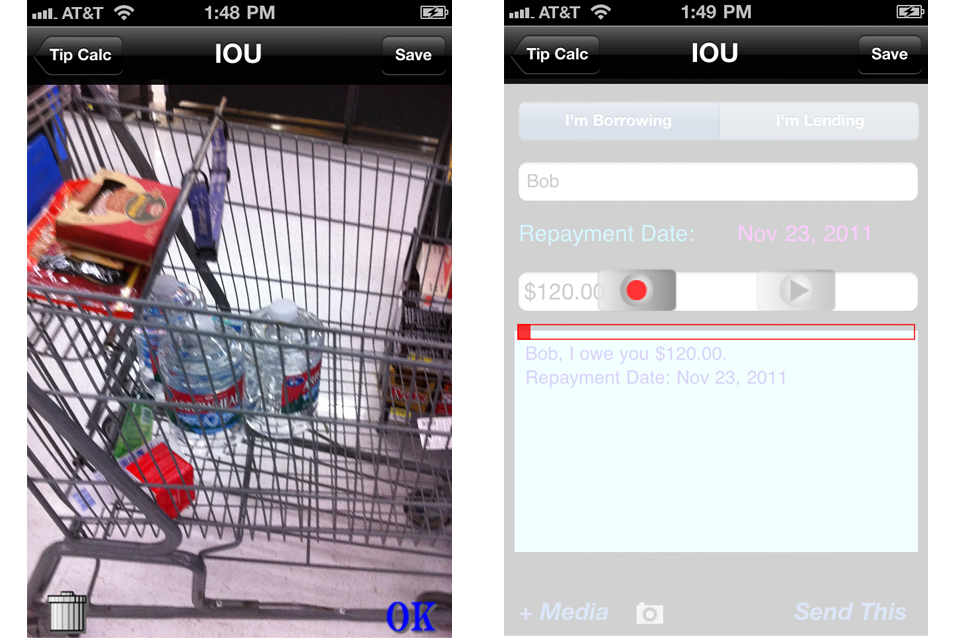 AT&T 1:48 PM
Tip Calc IOU Save
OK
AT&T 1:49 PM
Tip Calc IOU Save
I'm Borrowing I'm Lending
Bob
Repayment Date: Nov 23, 2011
$120.00
Bob, I owe you $120.00.
Repayment Date: Nov 23, 2011
+ Media Send This